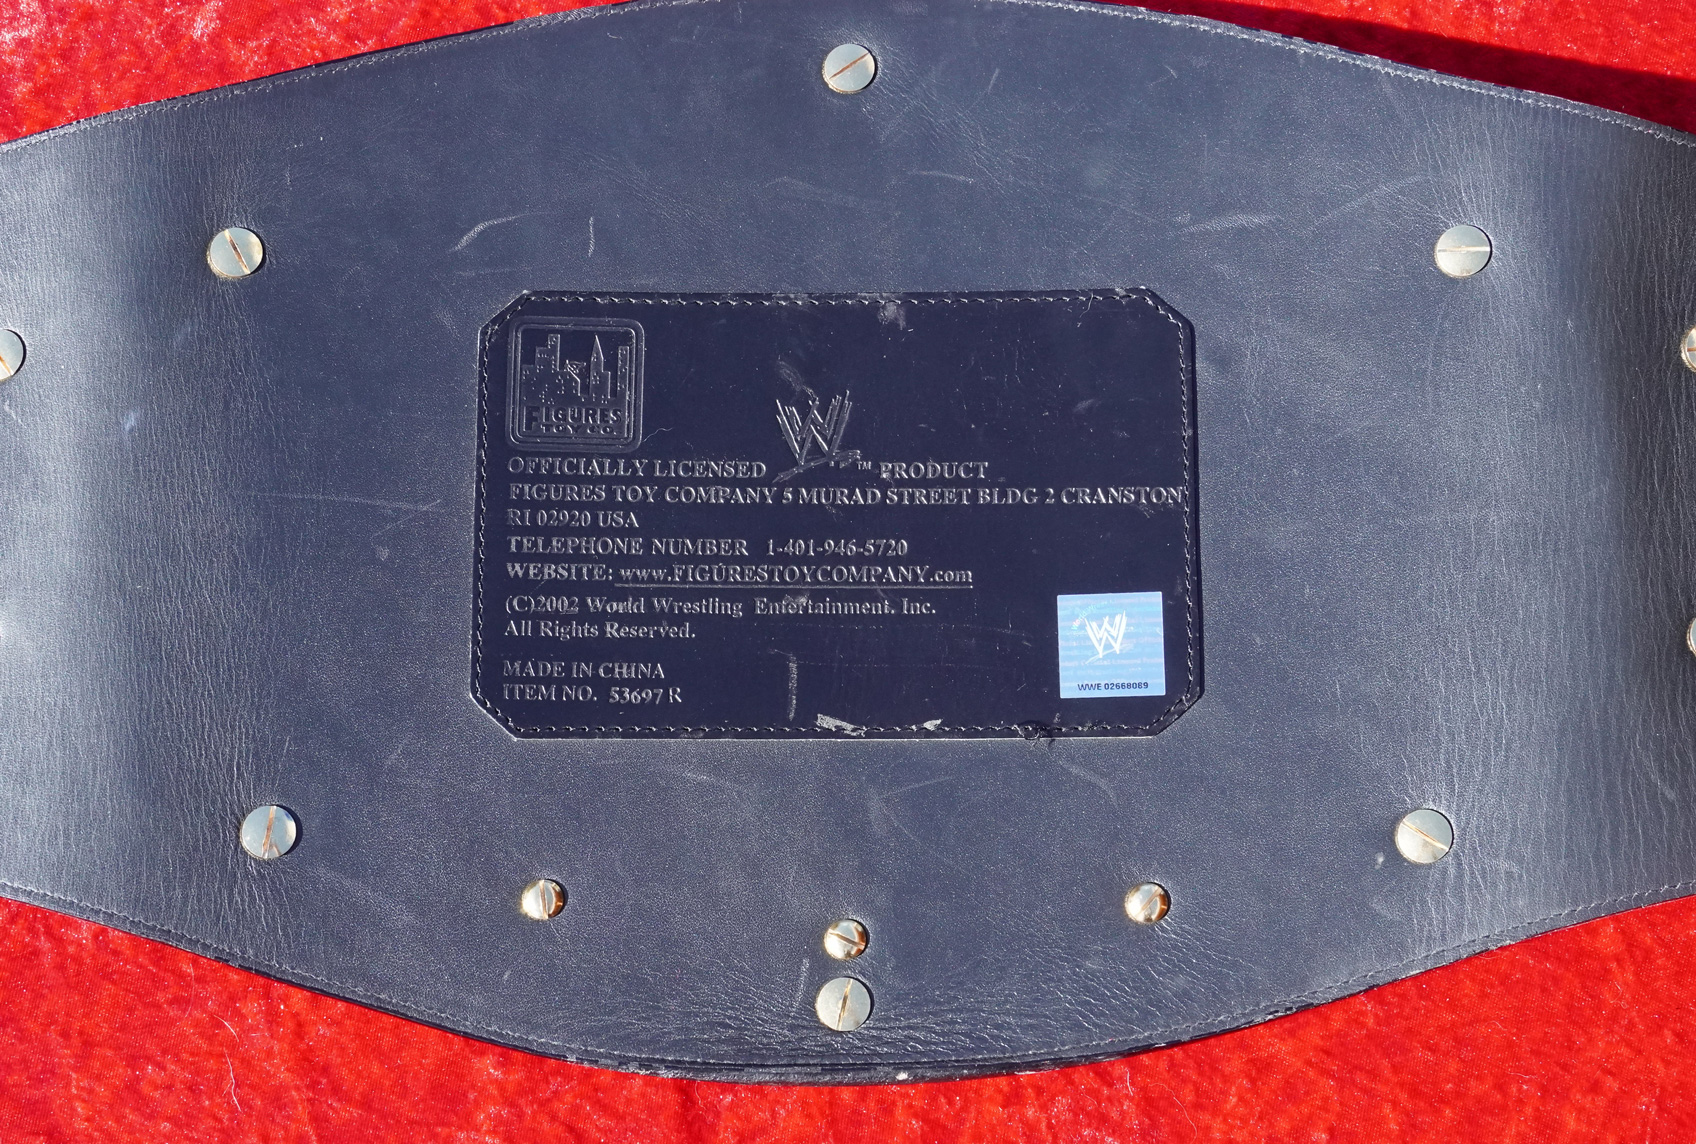 FIGURES
TOY CO.
OFFICIALLY LICENSED W ™ PRODUCT
FIGURES TOY COMPANY 5 MURAD STREET BLDG 2 CRANSTON
RI 02920 USA
TELEPHONE NUMBER 1-401-946-5720
WEBSITE: www.FIGURESTOYCOMPANY.com
(C)2002 World Wrestling Entertainment. Inc.
All Rights Reserved.
MADE IN CHINA
ITEM NO. 53697 R
W
WWE 02668089